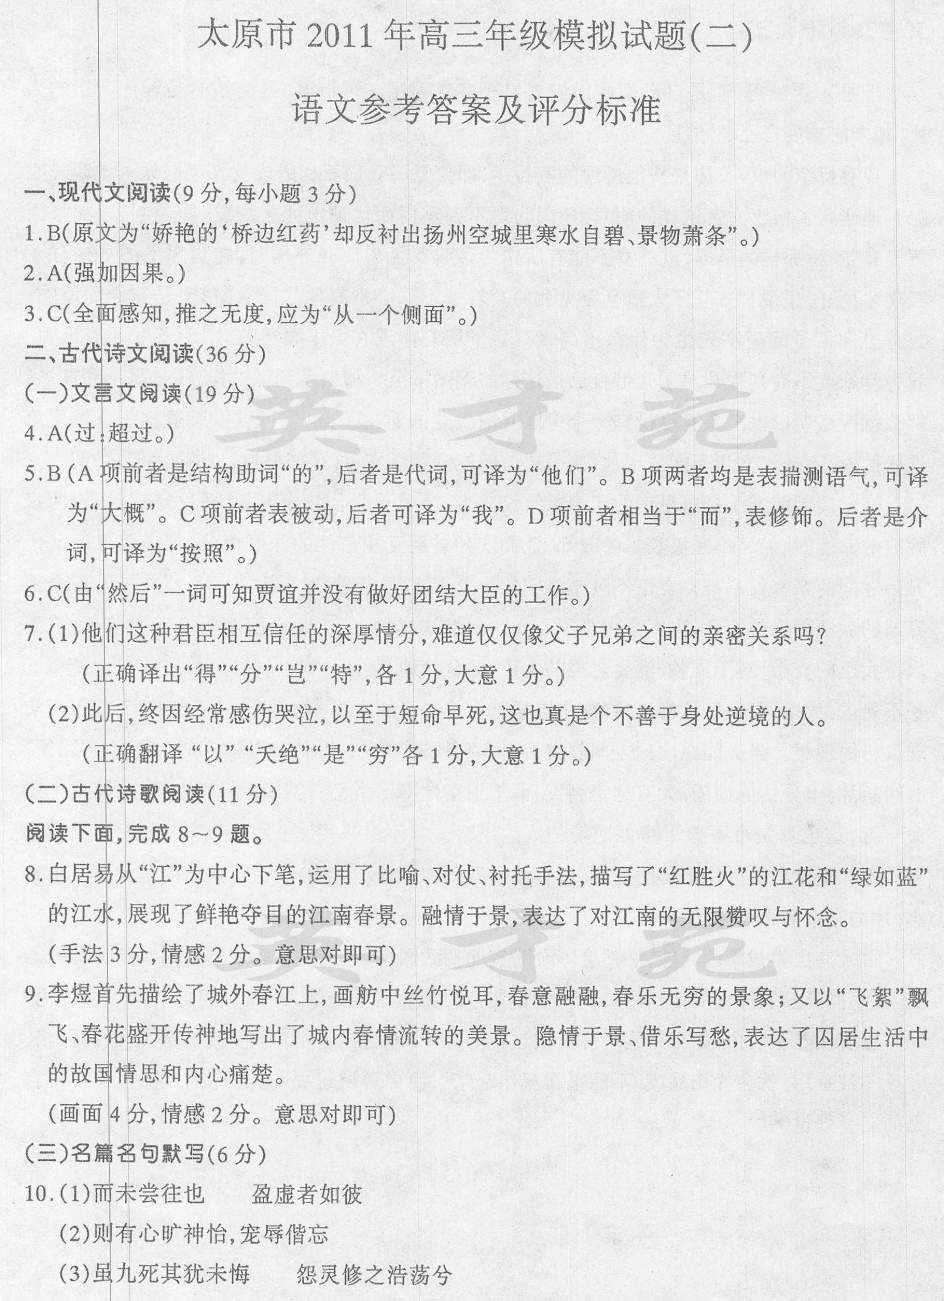 太原市2011年高三年级模拟试题(二)
语文参考答案及评分标准
一、现代文阅读(9分,每小题3分)
1.B(原文为“娇艳的‘桥边红药’却反衬出扬州空城里寒水自碧、景物萧条”。)
2.A(强加因果。)
3.C(全面感知,推之无度,应为“从一个侧面”。)
二、古代诗文阅读(36分)
(一)文言文阅读(19分)
4.A(过:超过。)
5.B(A项前者是结构助词“的”,后者是代词,可译为“他们”。B项两者均是表揣测语气,可译
为“大概”。C项前者表被动,后者可译为“我”。D项前者相当于“而”,表修饰。后者是介
词,可译为“按照”。)
6.C(由“然后”一词可知贾谊并没有做好团结大臣的工作。)
7.(1)他们这种君臣相互信任的深厚情分,难道仅仅像父子兄弟之间的亲密关系吗?
(正确译出“得”“分”“岂”“特”,各1分,大意1分。)
(2)此后,终因经常感伤哭泣,以至于短命早死,这也真是个不善于身处逆境的人。
(正确翻译“以”“夭绝”“是”“穷”各1分,大意1分。)
(二)古代诗歌阅读(11分)
阅读下面,完成8~9题。
8.白居易从“江”为中心下笔,运用了比喻、对仗、衬托手法,描写了“红胜火”的江花和“绿如蓝”
的江水,展现了鲜艳夺目的江南春景。融情于景,表达了对江南的无限赞叹与怀念。
(手法3分,情感2分。意思对即可)
9.李煜首先描绘了城外春江上,画舫中丝竹悦耳,春意融融,春乐无穷的景象;又以“飞絮”飘
飞、春花盛开传神地写出了城内春情流转的美景。隐情于景、借乐写愁,表达了囚居生活中
的故国情思和内心痛楚。
(画面4分,情感2分。意思对即可)
(三)名篇名句默写(6分)
10.(1)而未尝往也 盈虚者如彼
(2)则有心旷神怡,宠辱偕忘
(3)虽九死其犹未悔 怨灵修之浩荡兮
英才苑
英才苑